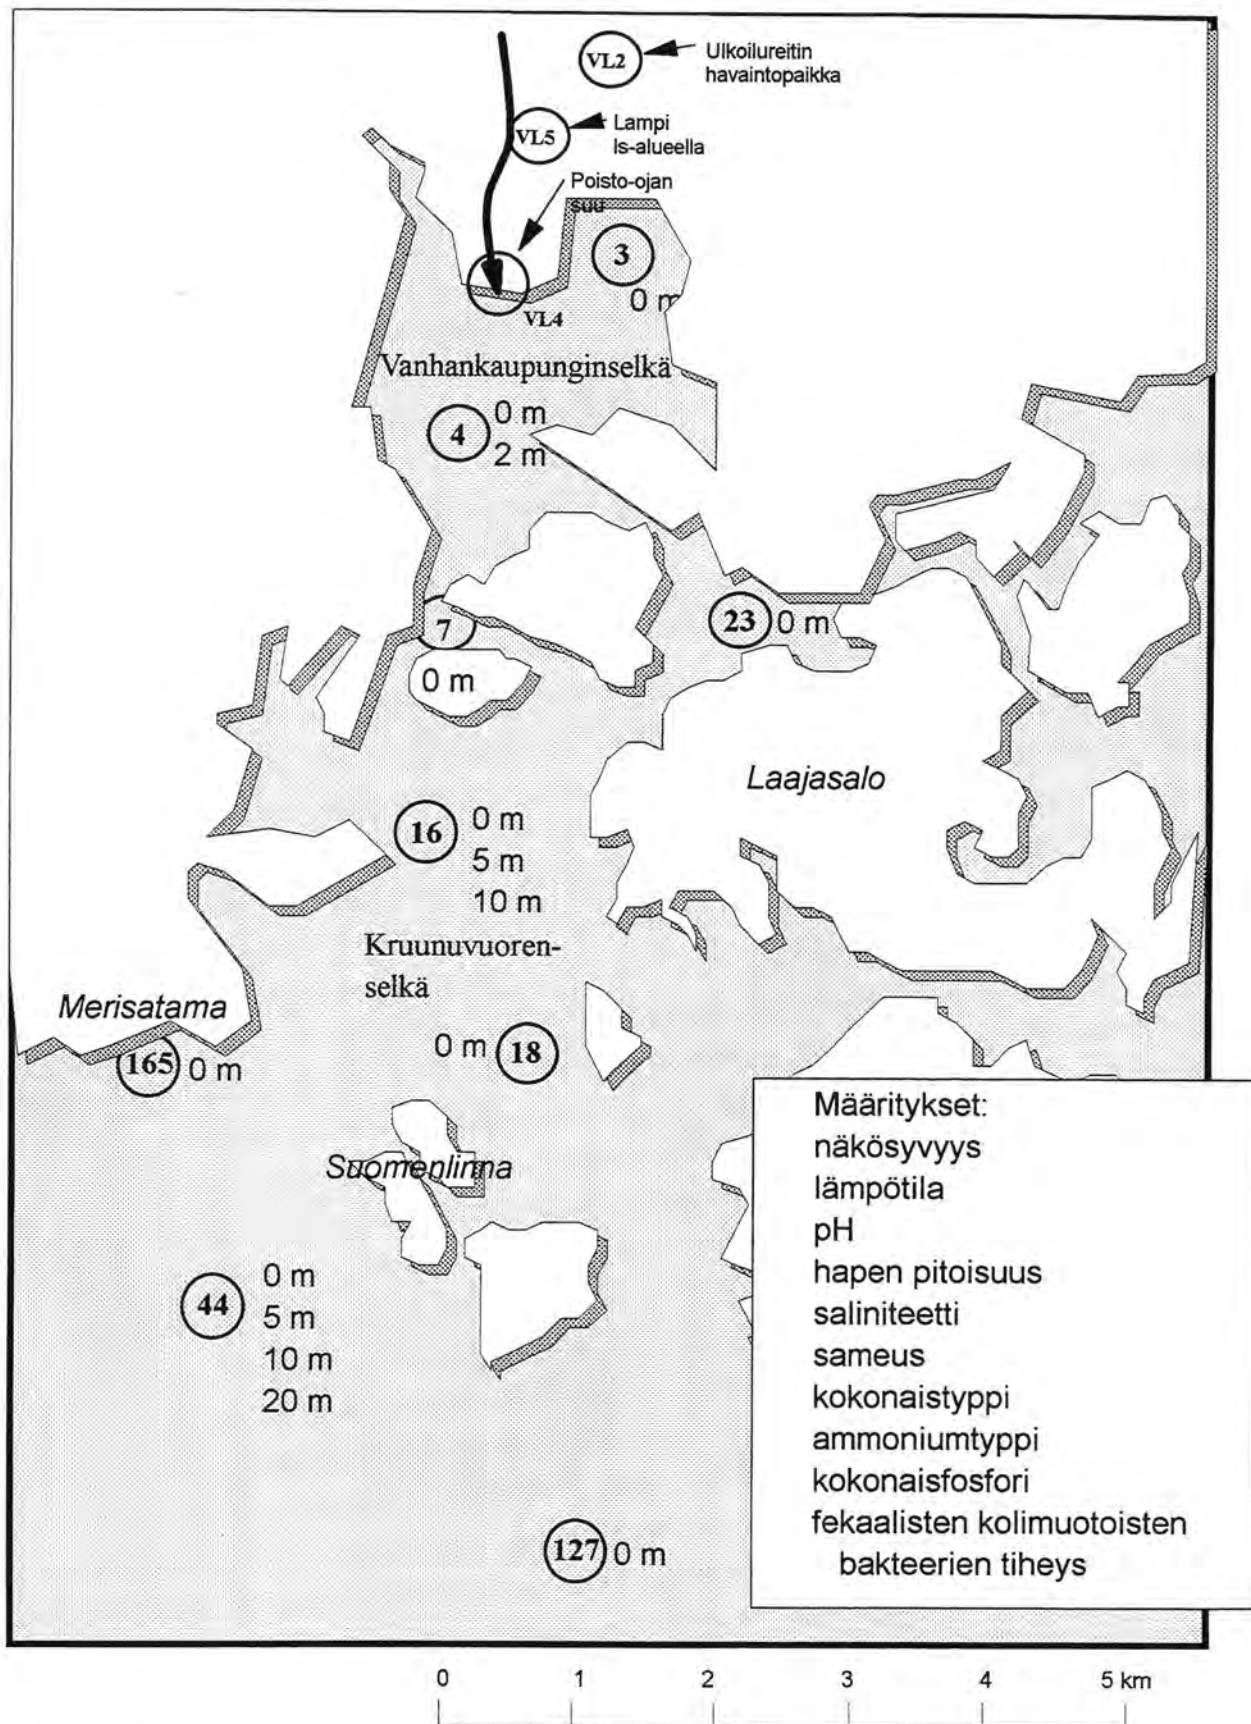 VL2
Ulkoilureitin
havaintopaikka
VL5
Lampi
ls-alueella
Poisto-ojan
suu
3
0 m
VL4
Vanhankaupunginselkä
4
0 m
2 m
7
0 m
23
0 m
Laajasalo
16
0 m
5 m
10 m
Kruunuvuoren-
selkä
Merisatama
165
0 m
0 m
18
Suomenlinna
44
0 m
5 m
10 m
20 m
127
0 m
Määritykset:
näkösyvyys
lämpötila
pH
hapen pitoisuus
saliniteetti
sameus
kokonaistyppi
ammoniumtyppi
kokonaisfosfori
fekaalisten kolimuotoisten
bakteerien tiheys
0 1 2 3 4 5 km